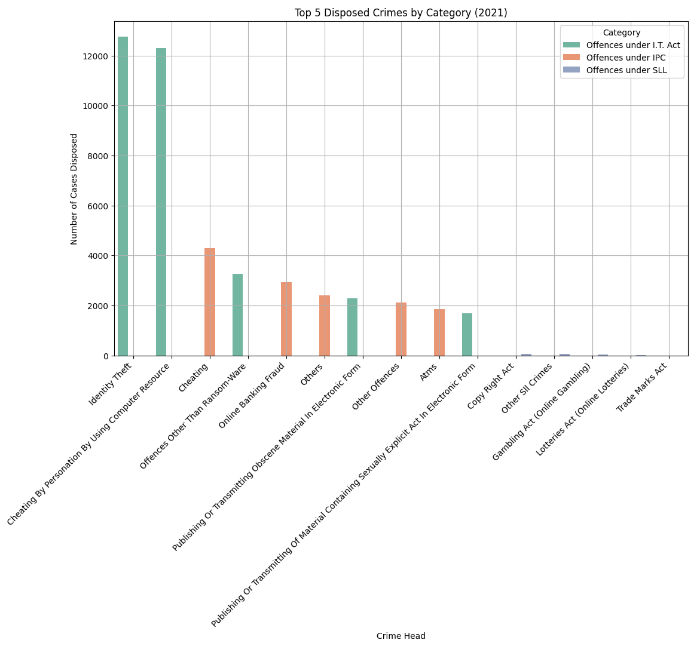 Top 5 Disposed Crimes by Category (2021)
Category
Offences under I.T. Act
Offences under IPC
Offences under SLL
Number of Cases Disposed
12000
10000
8000
6000
4000
2000
0
Identity Theft
Cheating By Personation By Using Computer Resource
Cheating
Offences Other Than Ransom-Ware
Online Banking Fraud
Others
Publishing Or Transmitting Obscene Material In Electronic Form
Other Offences
Atms
Publishing Or Transmitting Of Material Containing Sexually Explicit Act In Electronic Form
Copy Right Act
Other Sll Crimes
Gambling Act (Online Gambling)
Lotteries Act (Online Lotteries)
Trade Marks Act
Crime Head